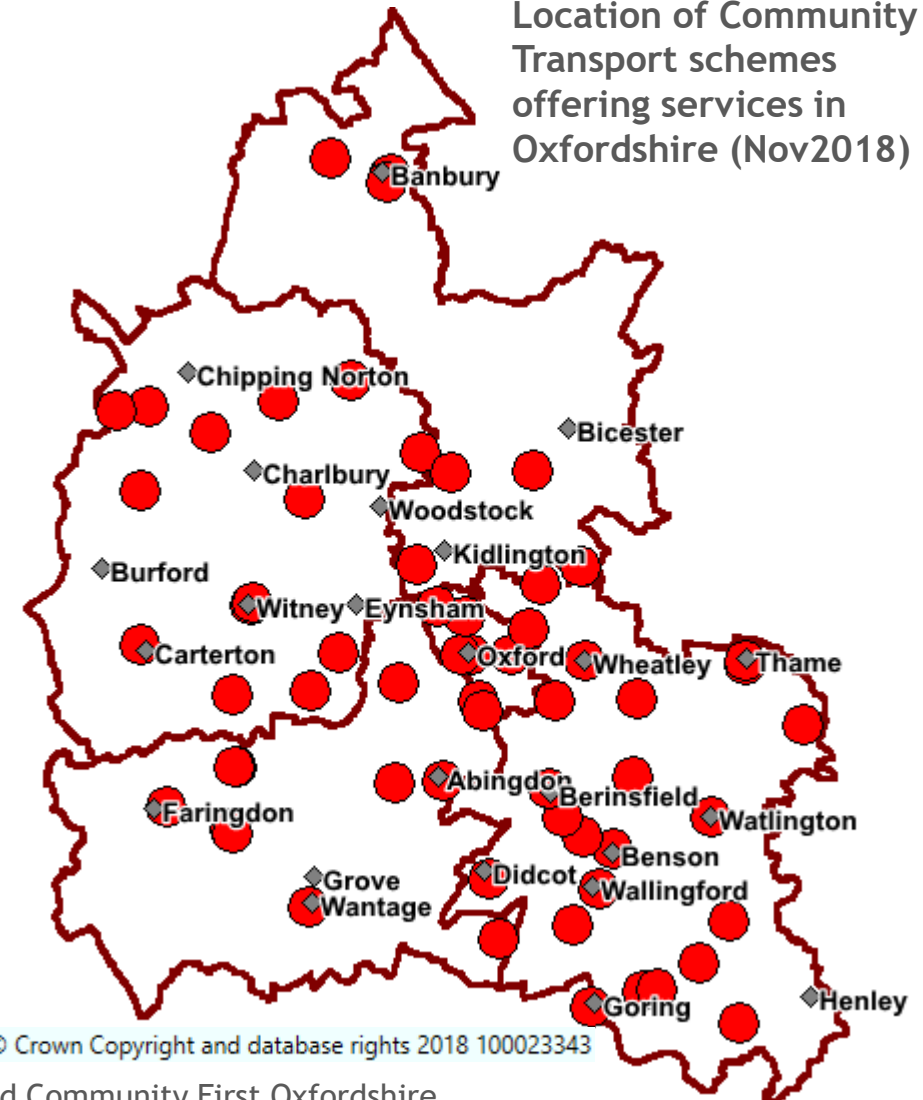 Location of Community
Transport schemes
offering services in
Oxfordshire (Nov2018)
Banbury
Chipping Norton
Bicester
Charlbury
Woodstock
Kidlington
Burford
Witney
Eynsham
Carterton
Oxford
Wheatley
Thame
Abingdon
Berinsfield
Faringdon
Watlington
Benson
Didcot
Grove
Wallingford
Wantage
Henley
Goring
© Crown Copyright and database rights 2018 100023343
d Community First Oxfordshire